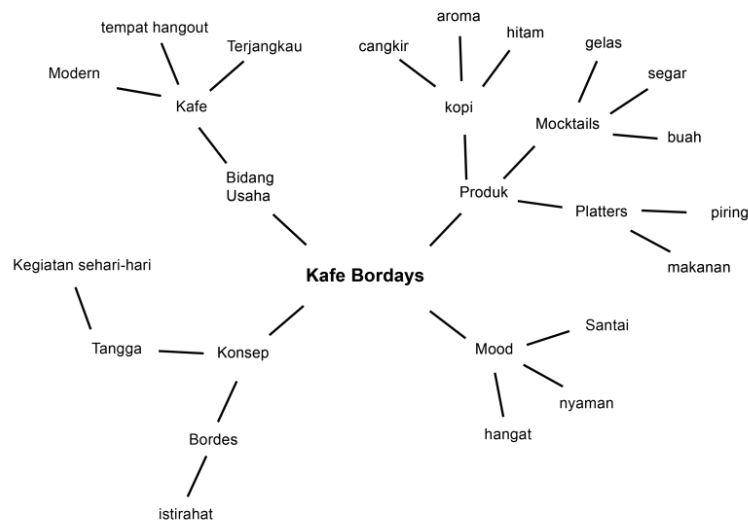 tempat hangout
Modern
Terjangkau
Kafe
Bidang
Usaha
aroma
cangkir
hitam
kopi
gelas
segar
Mocktails
buah
Produk
Platters
piring
makanan
Kafe Bordays
Kegiatan sehari-hari
Tangga
Konsep
Bordes
istirahat
Mood
Santai
nyaman
hangat